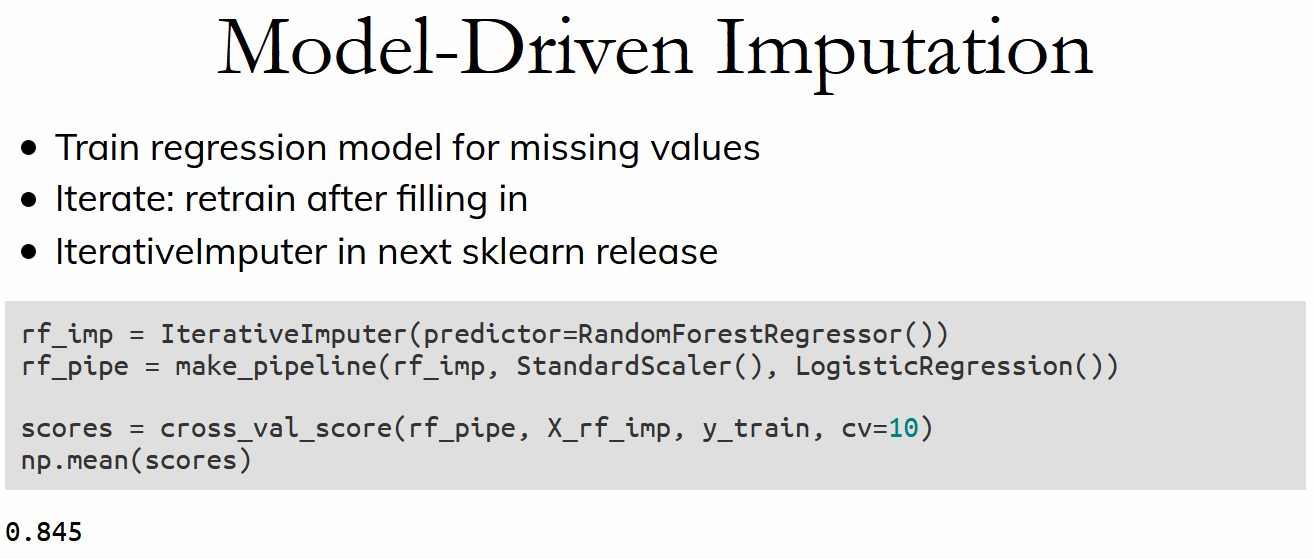 Model-Driven Imputation
• Train regression model for missing values
• Iterate: retrain after filling in
• IterativeImputer in next sklearn release
rf_imp = IterativeImputer(predictor=RandomForestRegressor())
rf_pipe = make_pipeline(rf_imp, StandardScaler(), LogisticRegression())
scores = cross_val_score(rf_pipe, X_rf_imp, y_train, cv=10)
np.mean(scores)
0.845